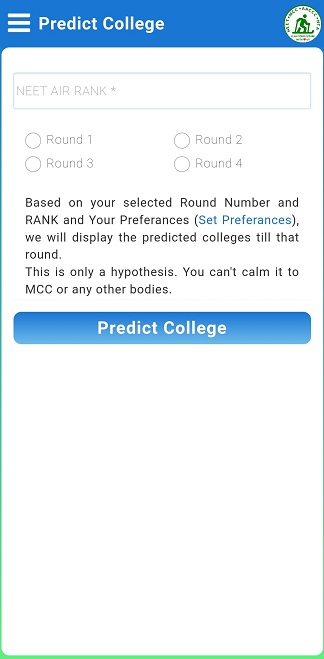 Predict College
NEET AIR RANK *
Round 1
Round 2
Round 3
Round 4
Based on your selected Round Number and
RANK and Your Preferances (Set Preferances),
we will display the predicted colleges till that
round.
This is only a hypothesis. You can't calm it to
MCC or any other bodies.
Predict College